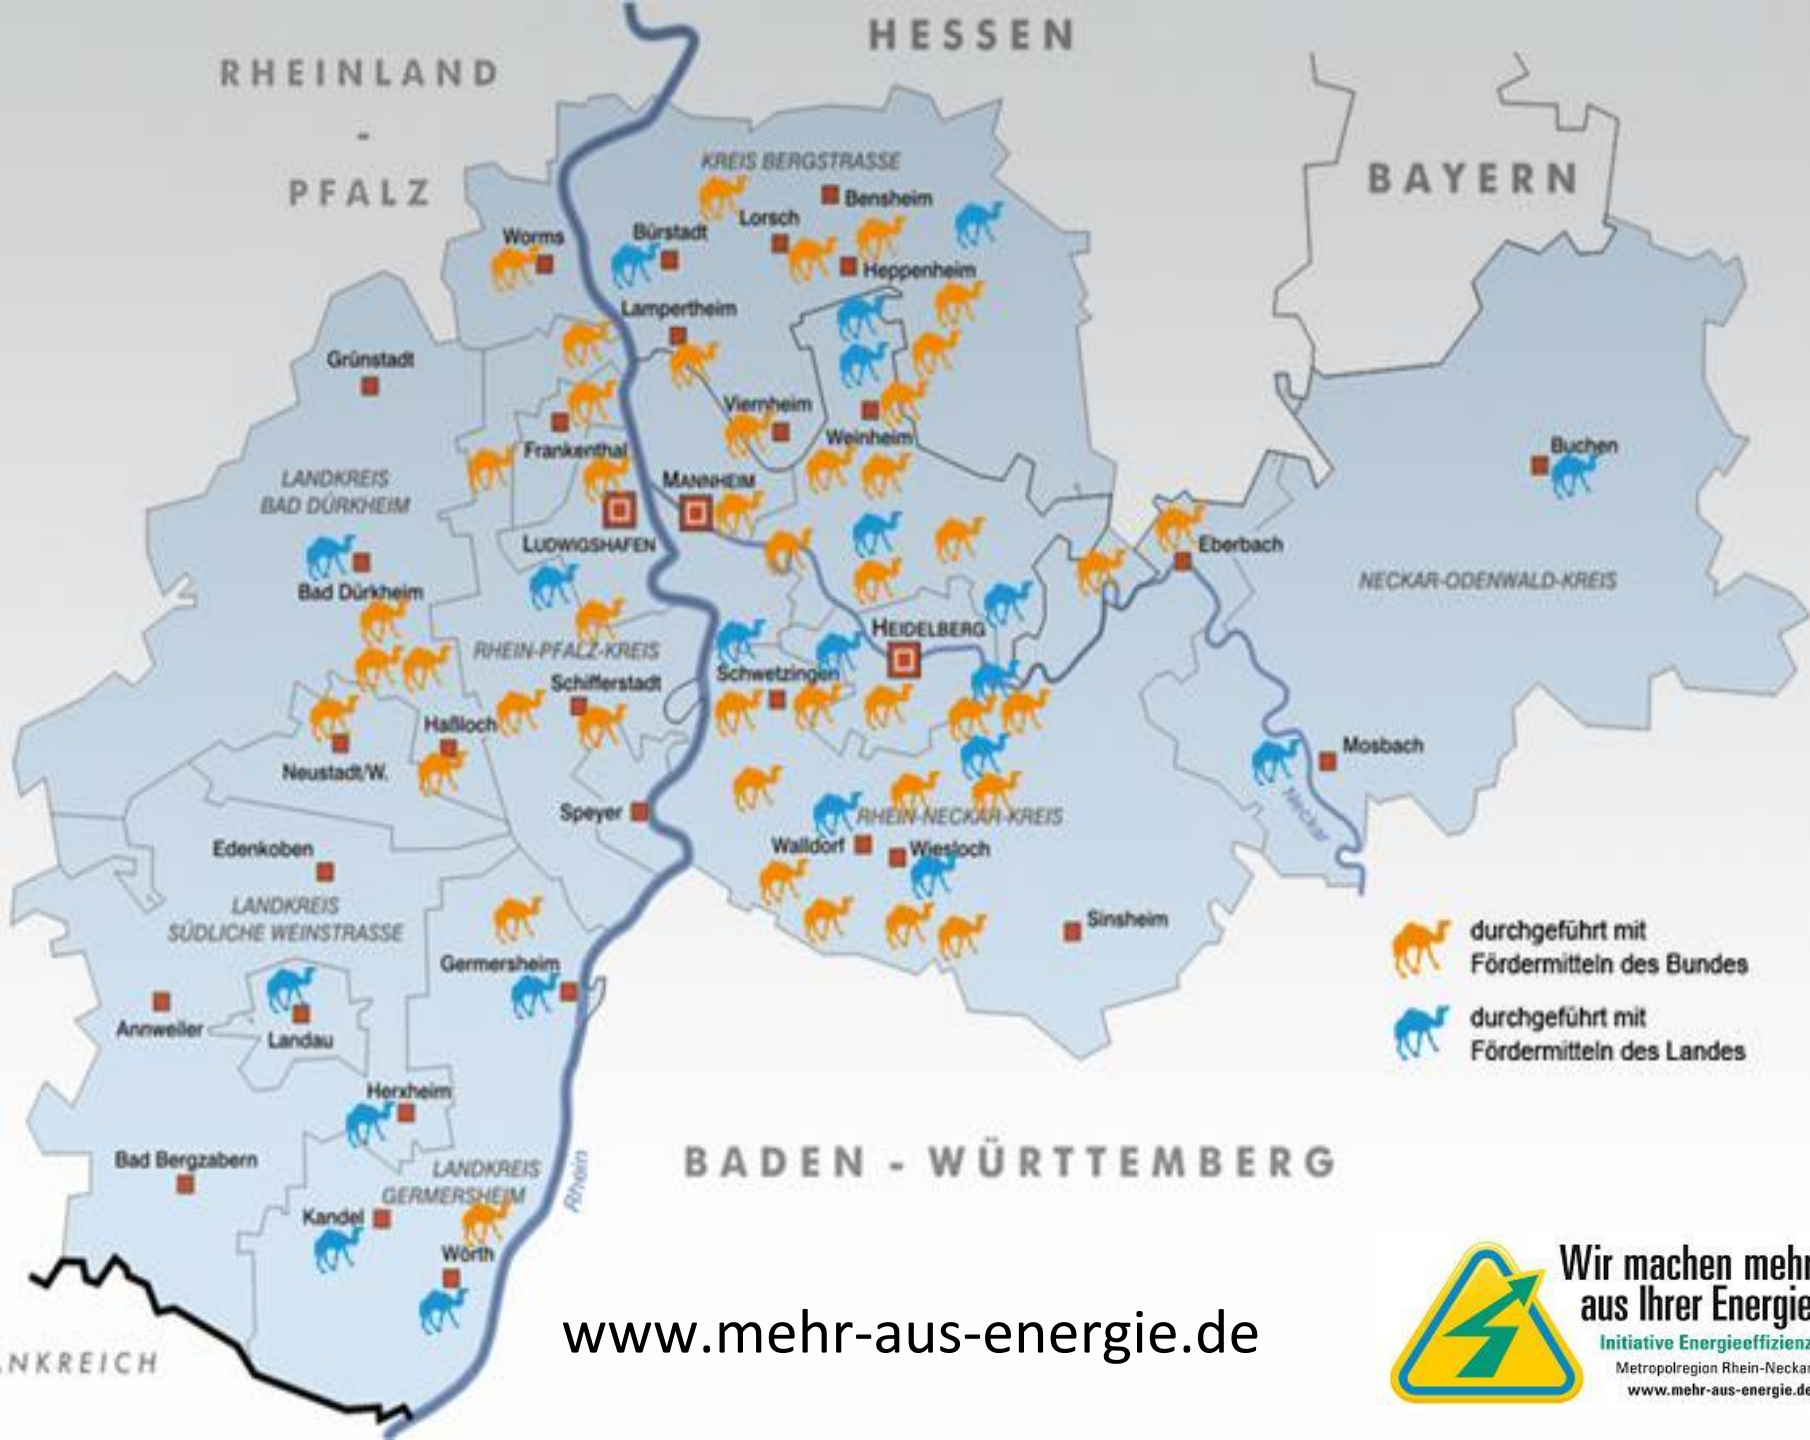 HESSEN
RHEINLAND
-
PFALZ
BAYERN
KREIS BERGSTRASSE
Bensheim
Lorsch
Bürstadt
Worms
Heppenheim
Lampertheim
Grünstadt
Viernheim
Weinheim
Frankenthal
Buchen
LANDKREIS
BAD DÜRKHEIM
MANNHEIM
LUDWIGSHAFEN
Eberbach
NECKAR-ODENWALD-KREIS
Bad Dürkheim
HEIDELBERG
RHEIN-PFALZ-KREIS
Schwetzingen
Schifferstadt
Haßloch
Neustadt/W.
Mosbach
Neckar
Speyer
RHEIN-NECKAR-KREIS
Walldorf
Wiesloch
Edenkoben
LANDKREIS
SÜDLICHE WEINSTRASSE
Sinsheim
durchgeführt mit
Fördermitteln des Bundes
Germersheim
durchgeführt mit
Fördermitteln des Landes
Annweiler
Landau
Herxheim
Bad Bergzabern
LANDKREIS
GERMERSHEIM
Rhein
BADEN - WÜRTTEMBERG
Kandel
Wörth
NKREICH
www.mehr-aus-energie.de
Wir machen mehr
aus Ihrer Energie
Initiative Energieeffizienz
Metropolregion Rhein-Neckar
www.mehr-aus-energie.de